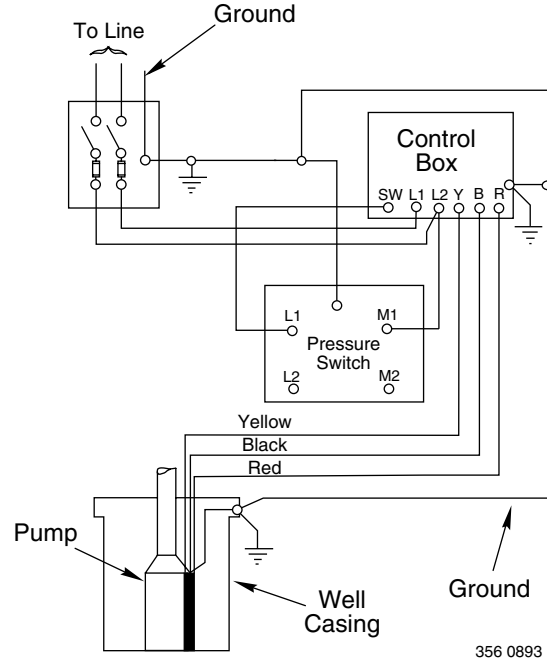 Ground
To Line
Control
Box
SW L1 L2 Y B R
L1
M1
Pressure
Switch
L2
M2
Yellow
Black
Red
Pump
Well
Casing
Ground
356 0893